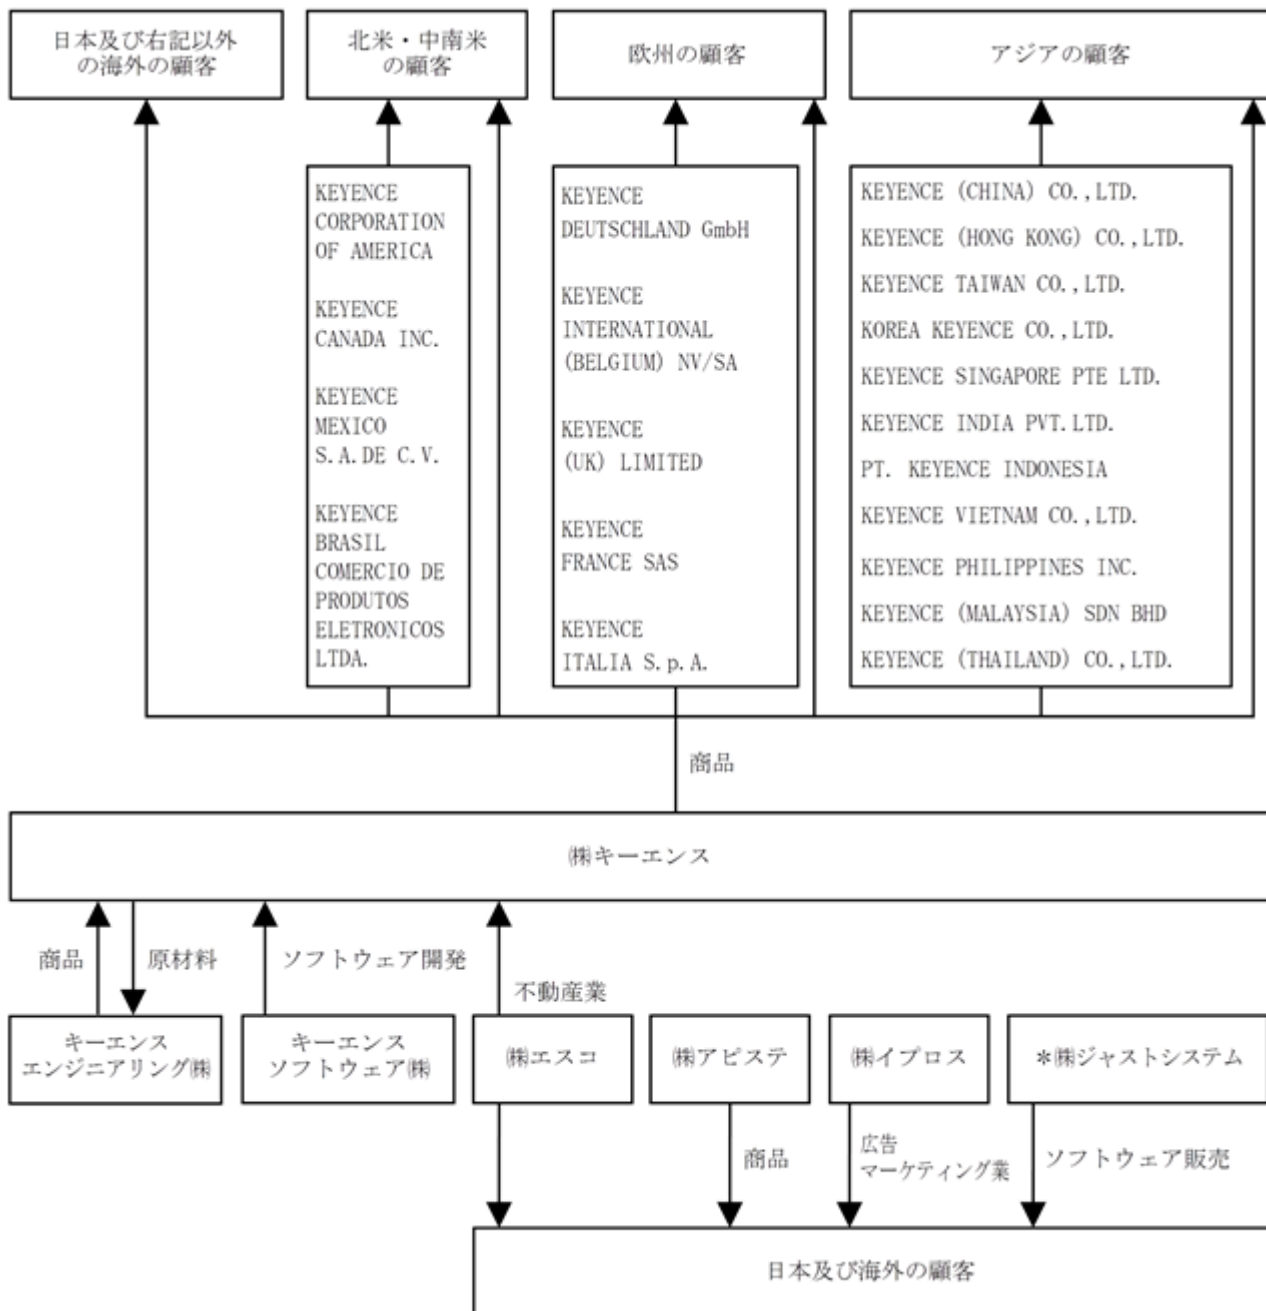 日本及び右記以外
の海外の顧客
北米・中南米
の顧客
欧州の顧客
アジアの顧客
KEYENCE
CORPORATION
OF AMERICA
KEYENCE
CANADA INC.
KEYENCE
MEXICO
S.A.DE C.V.
KEYENCE
BRASIL
COMERCIO DE
PRODUTOS
ELETRONICOS
LTDA.
KEYENCE
DEUTSCHLAND GmbH
KEYENCE
INTERNATIONAL
(BELGIUM) NV/SA
KEYENCE
(UK) LIMITED
KEYENCE
FRANCE SAS
KEYENCE
ITALIA S.p.A.
KEYENCE (CHINA) CO.,LTD.
KEYENCE (HONG KONG) CO.,LTD.
KEYENCE TAIWAN CO.,LTD.
KOREA KEYENCE CO.,LTD.
KEYENCE SINGAPORE PTE LTD.
KEYENCE INDIA PVT.LTD.
PT. KEYENCE INDONESIA
KEYENCE VIETNAM CO.,LTD.
KEYENCE PHILIPPINES INC.
KEYENCE (MALAYSIA) SDN BHD
KEYENCE (THAILAND) CO.,LTD.
商品
㈱キーエンス
商品
原材料
ソフトウェア開発
不動産業
キーエンス
エンジニアリング㈱
キーエンス
ソフトウェア㈱
㈱エスコ
㈱アピステ
㈱イプロス
＊㈱ジャストシステム
商品
広告
マーケティング業
ソフトウェア販売
日本及び海外の顧客